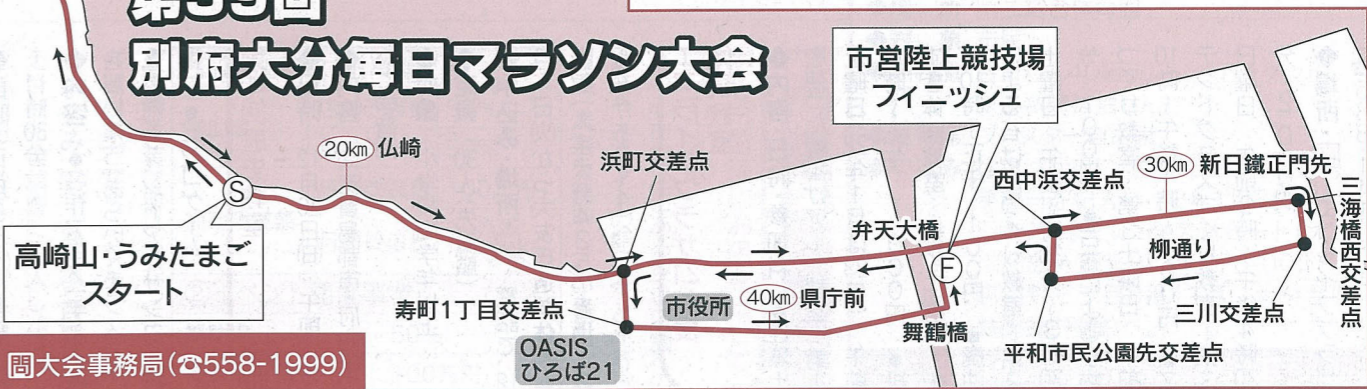 別府大分毎日マラソン大会
市営陸上競技場
フィニッシュ
20km 仏崎
浜町交差点
西中浜交差点
30km 新日鐵正門先
三海橋西交差点
S
高崎山・うみたまご
スタート
弁天大橋
F
柳通り
寿町1丁目交差点
市役所
40km 県庁前
舞鶴橋
三川交差点
平和市民公園先交差点
OASIS
ひろば21
問大会事務局(☎558-1999)